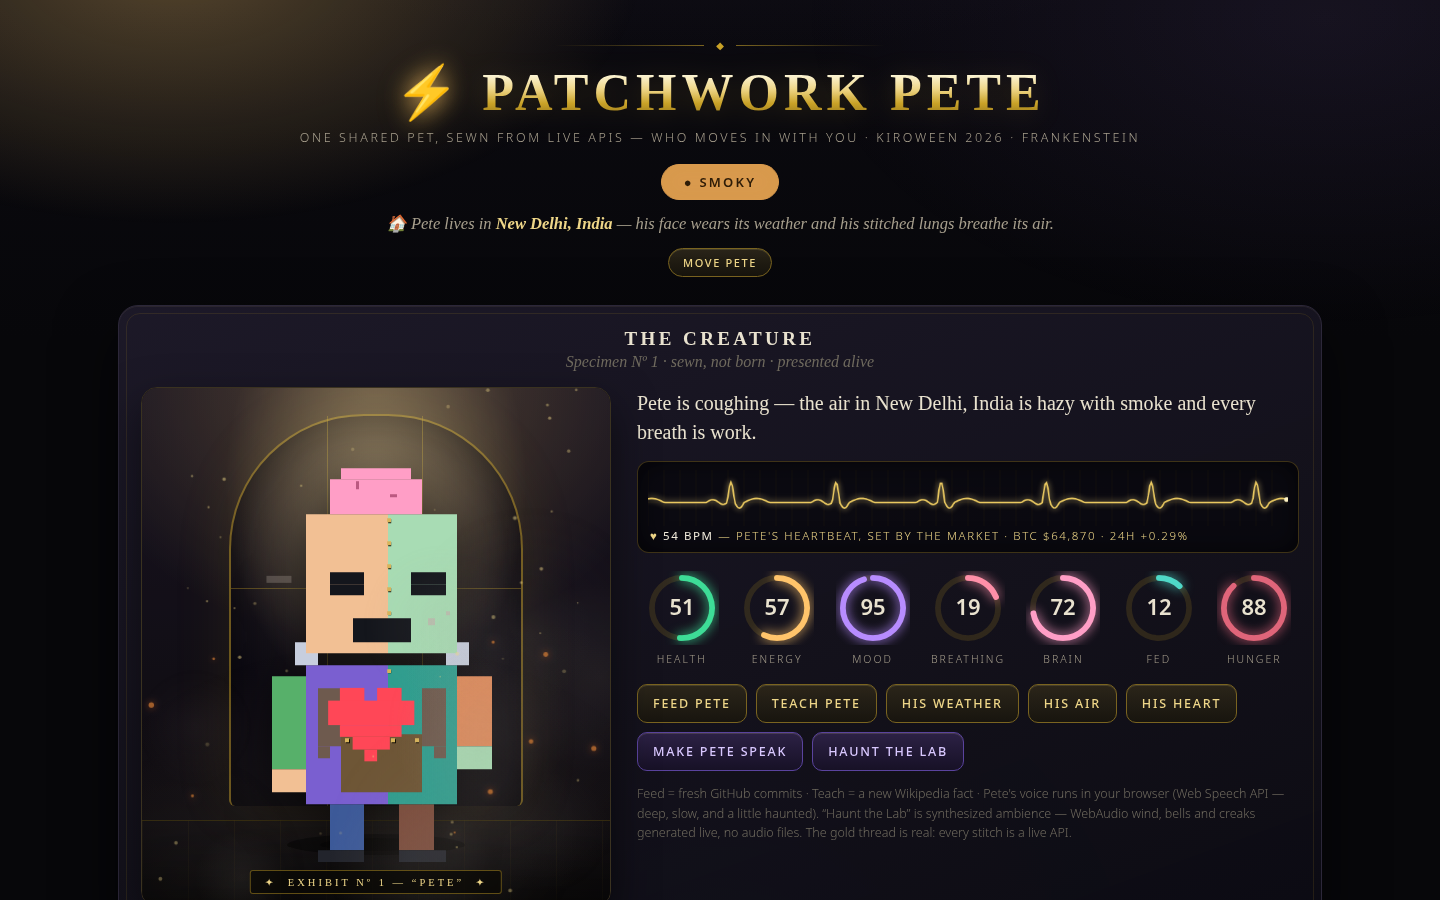 ⚡ PATCHWORK PETE
ONE SHARED PET, SEWN FROM LIVE APIS — WHO MOVES IN WITH YOU · KIROWEEN 2026 · FRANKENSTEIN
● SMOKY
🏠 Pete lives in New Delhi, India — his face wears its weather and his stitched lungs breathe its air.
MOVE PETE
THE CREATURE
Specimen Nº 1 · sewn, not born · presented alive
Pete is coughing — the air in New Delhi, India is hazy with smoke and every
breath is work.
♥ 54 BPM — PETE'S HEARTBEAT, SET BY THE MARKET · BTC $64,870 · 24H +0.29%
51 57 95 19 72 12 88
HEALTH ENERGY MOOD BREATHING BRAIN FED HUNGER
FEED PETE TEACH PETE HIS WEATHER HIS AIR HIS HEART
MAKE PETE SPEAK HAUNT THE LAB
Feed = fresh GitHub commits · Teach = a new Wikipedia fact · Pete's voice runs in your browser (Web Speech API —
deep, slow, and a little haunted). “Haunt the Lab” is synthesized ambience — WebAudio wind, bells and creaks
generated live, no audio files. The gold thread is real: every stitch is a live API.
✦ EXHIBIT Nº 1 — “PETE” ✦